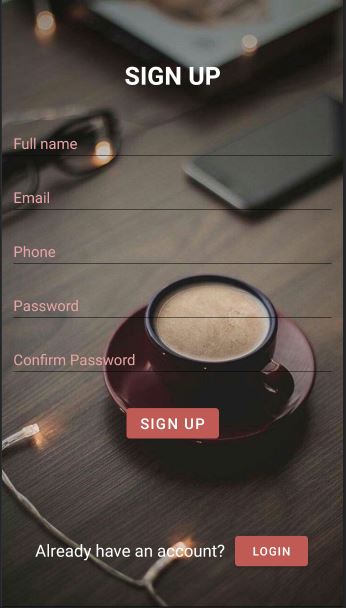 SIGN UP
Full name
Email
Phone
Password
Confirm Password
SIGN UP
Already have an account? LOGIN